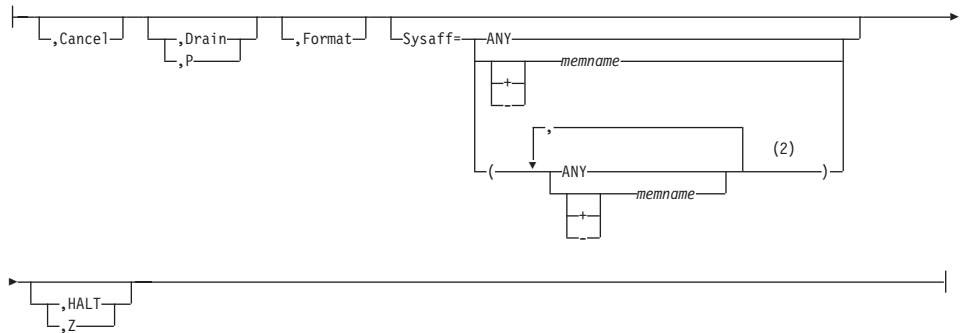 ,Cancel ,Drain ,Format Sysaff= ANY
,P memname
+
-
,
(2)
( ANY )
memname
+
-
,HALT
,Z